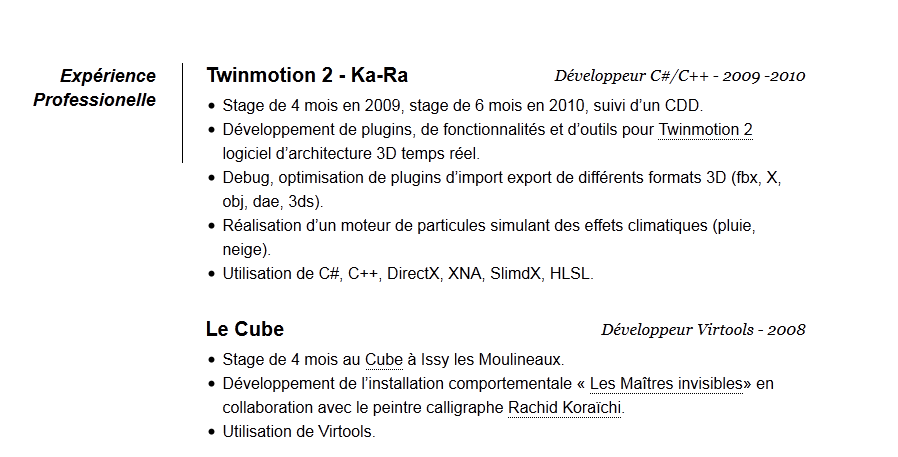 Expérience
Professionelle
Twinmotion 2 - Ka-Ra
Développeur C#/C++ - 2009 -2010
• Stage de 4 mois en 2009, stage de 6 mois en 2010, suivi d’un CDD.
• Développement de plugins, de fonctionnalités et d’outils pour Twinmotion 2
logiciel d’architecture 3D temps réel.
• Debug, optimisation de plugins d’import export de différents formats 3D (fbx, X,
obj, dae, 3ds).
• Réalisation d’un moteur de particules simulant des effets climatiques (pluie,
neige).
• Utilisation de C#, C++, DirectX, XNA, SlimdX, HLSL.
Le Cube
Développeur Virtools - 2008
• Stage de 4 mois au Cube à Issy les Moulineaux.
• Développement de l’installation comportementale « Les Maîtres invisibles» en
collaboration avec le peintre calligraphe Rachid Koraïchi.
• Utilisation de Virtools.